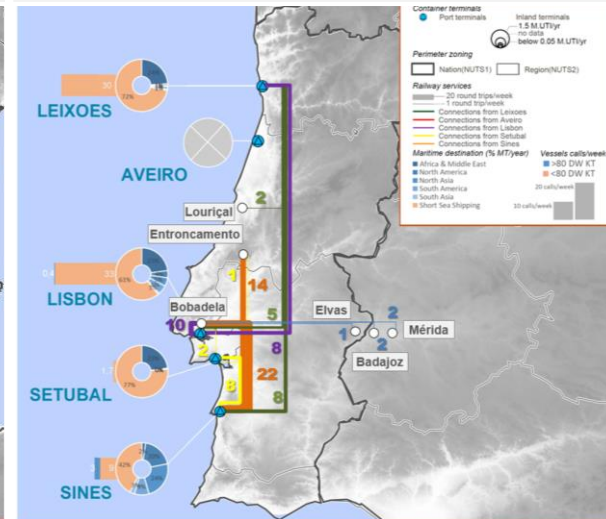 Container terminals
Port terminals
Inland terminals
1.5 M.UTI/yr
no data
below 0.05 M.UTI/yr
Perimeter zoning
Nation(NUTS1)
Region(NUTS2)
Railway services
20 round trips/week
1 round trip/week
Connections from Leixoes
Connections from Aveiro
Connections from Lisbon
Connections from Setubal
Connections from Sines
Maritime destination (% MT/year)
Africa & Middle East
North America
North Asia
South America
South Asia
Short Sea Shipping
Vessels calls/week
>80 DW KT
<80 DW KT
20 calls/week
10 calls/week
30
72%
LEIXOES
AVEIRO
2
Louriçal
Entroncamento
1
14
0.4
33
63%
LISBON
Bobadela
10
5
8
2
Elvas
1
2
2
Mérida
Badajoz
77%
SETUBAL
8
22
8
42%
SINES